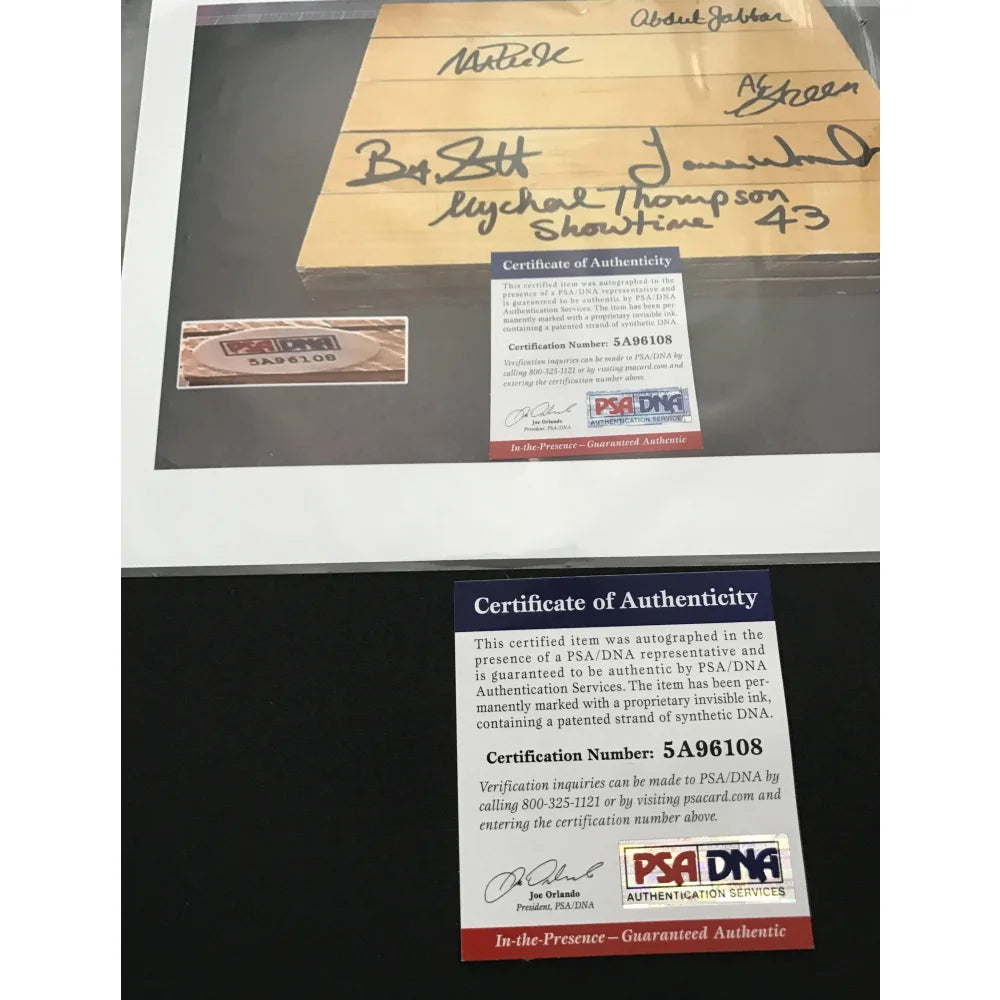 Abdul-Jabbar
AC Green
Mychal Thompson
Showtime 43
PSA DNA
5A96108
Certificate of Authenticity
This certified item was autographed in the
presence of a PSA/DNA representative and
is guaranteed to be authentic by PSA/DNA
Authentication Services. The item has been per-
manently marked with a proprietary invisible ink,
containing a patented strand of synthetic DNA
Certification Number: 5A96108
Verification inquiries can be made to PSA/DNA by
calling 800-325-1121 or by visiting psacard.com and
entering the certification number above.
Joe Orlando
President, PSA/DNA
PSA DNA
AUTHENTICATION SERVICES
In-the-Presence – Guaranteed Authentic
Certificate of Authenticity
This certified item was autographed in the
presence of a PSA/DNA representative and
is guaranteed to be authentic by PSA/DNA
Authentication Services. The item has been per-
manently marked with a proprietary invisible ink,
containing a patented strand of synthetic DNA.
Certification Number: 5A96108
Verification inquiries can be made to PSA/DNA by
calling 800-325-1121 or by visiting psacard.com and
entering the certification number above.
Joe Orlando
President, PSA/DNA
PSA DNA
AUTHENTICATION SERVICES
In-the-Presence – Guaranteed Authentic